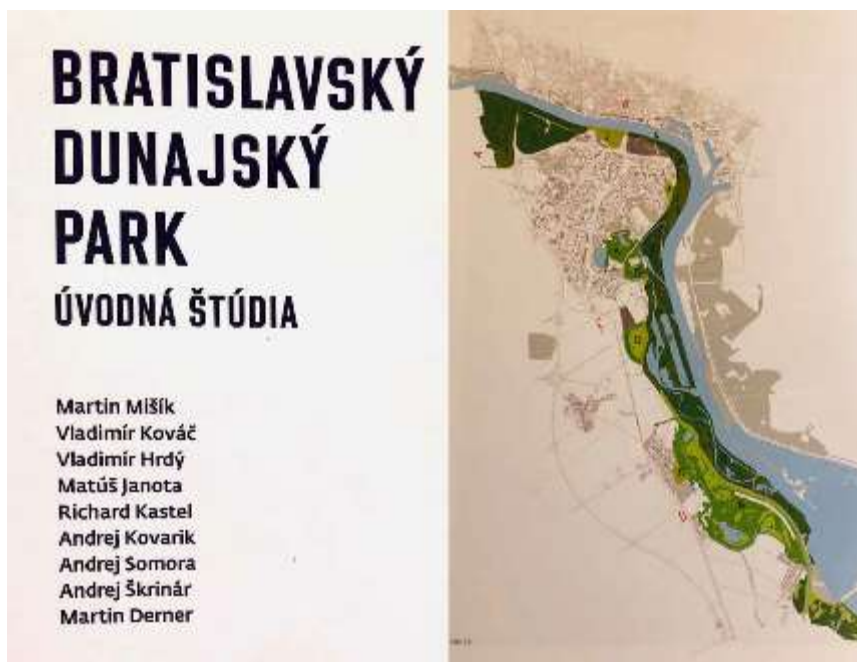 BRATISLAVSKÝ
DUNAJSKÝ
PARK
ÚVODNÁ ŠTÚDIA
Martin Mišík
Vladimír Kováč
Vladimír Hrdý
Matúš Janota
Richard Kastel
Andrej Kovarik
Andrej Somora
Andrej Škrinár
Martin Derner